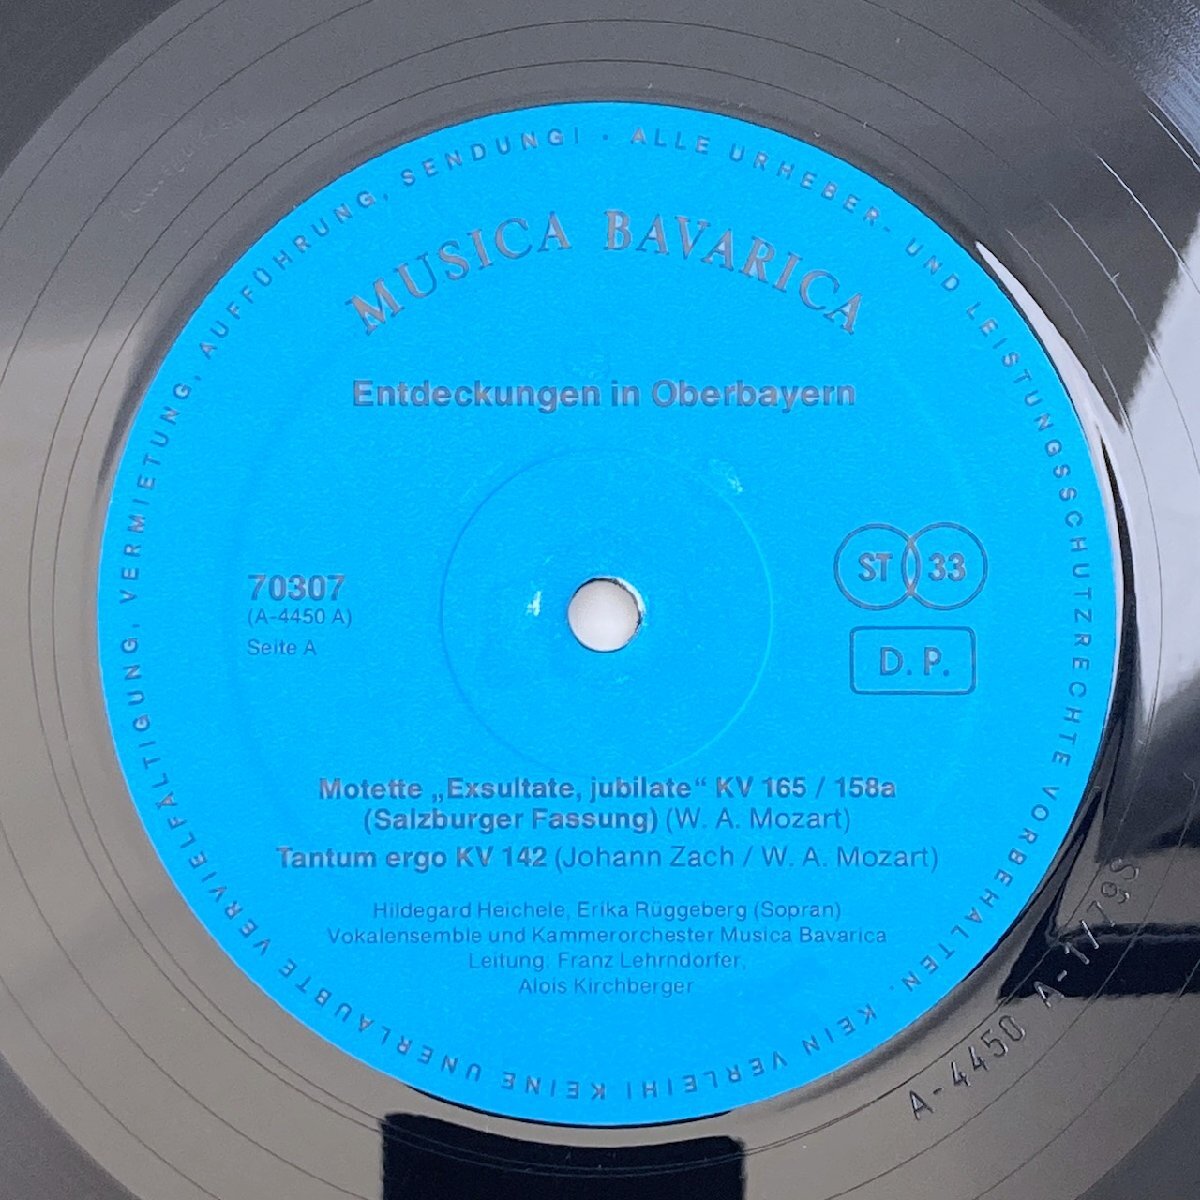 ALLE URHEBER- UND LEISTUNGSSCHUTZRECHTE VORBEHALTEN. KEIN VERLEIH! KEINE UNERLAUBTE VERVIELFÄLTIGUNG, VERMIETUNG, AUFFÜHRUNG, SENDUNG! ·
MUSICA BAVARICA
Entdeckungen in Oberbayern
70307
(A-4450 A)
Seite A
ST 33
D. P.
Motette „Exsultate, jubilate“ KV 165 / 158a
(Salzburger Fassung) (W. A. Mozart)
Tantum ergo KV 142 (Johann Zach / W. A. Mozart)
Hildegard Heichele, Erika Rüggeberg (Sopran)
Vokalensemble und Kammerorchester Musica Bavarica
Leitung: Franz Lehrndorfer,
Alois Kirchberger
A-4450